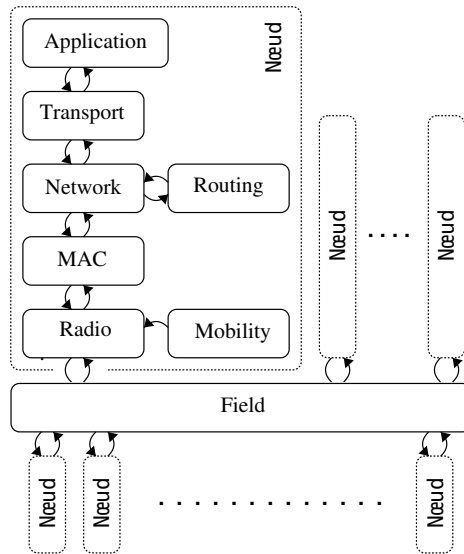 Application
Nœud
Transport
Network
Routing
Nœud
. . . .
Nœud
MAC
Radio
Mobility
Field
Nœud
Nœud
. . . . . . . . . . . . .
Nœud